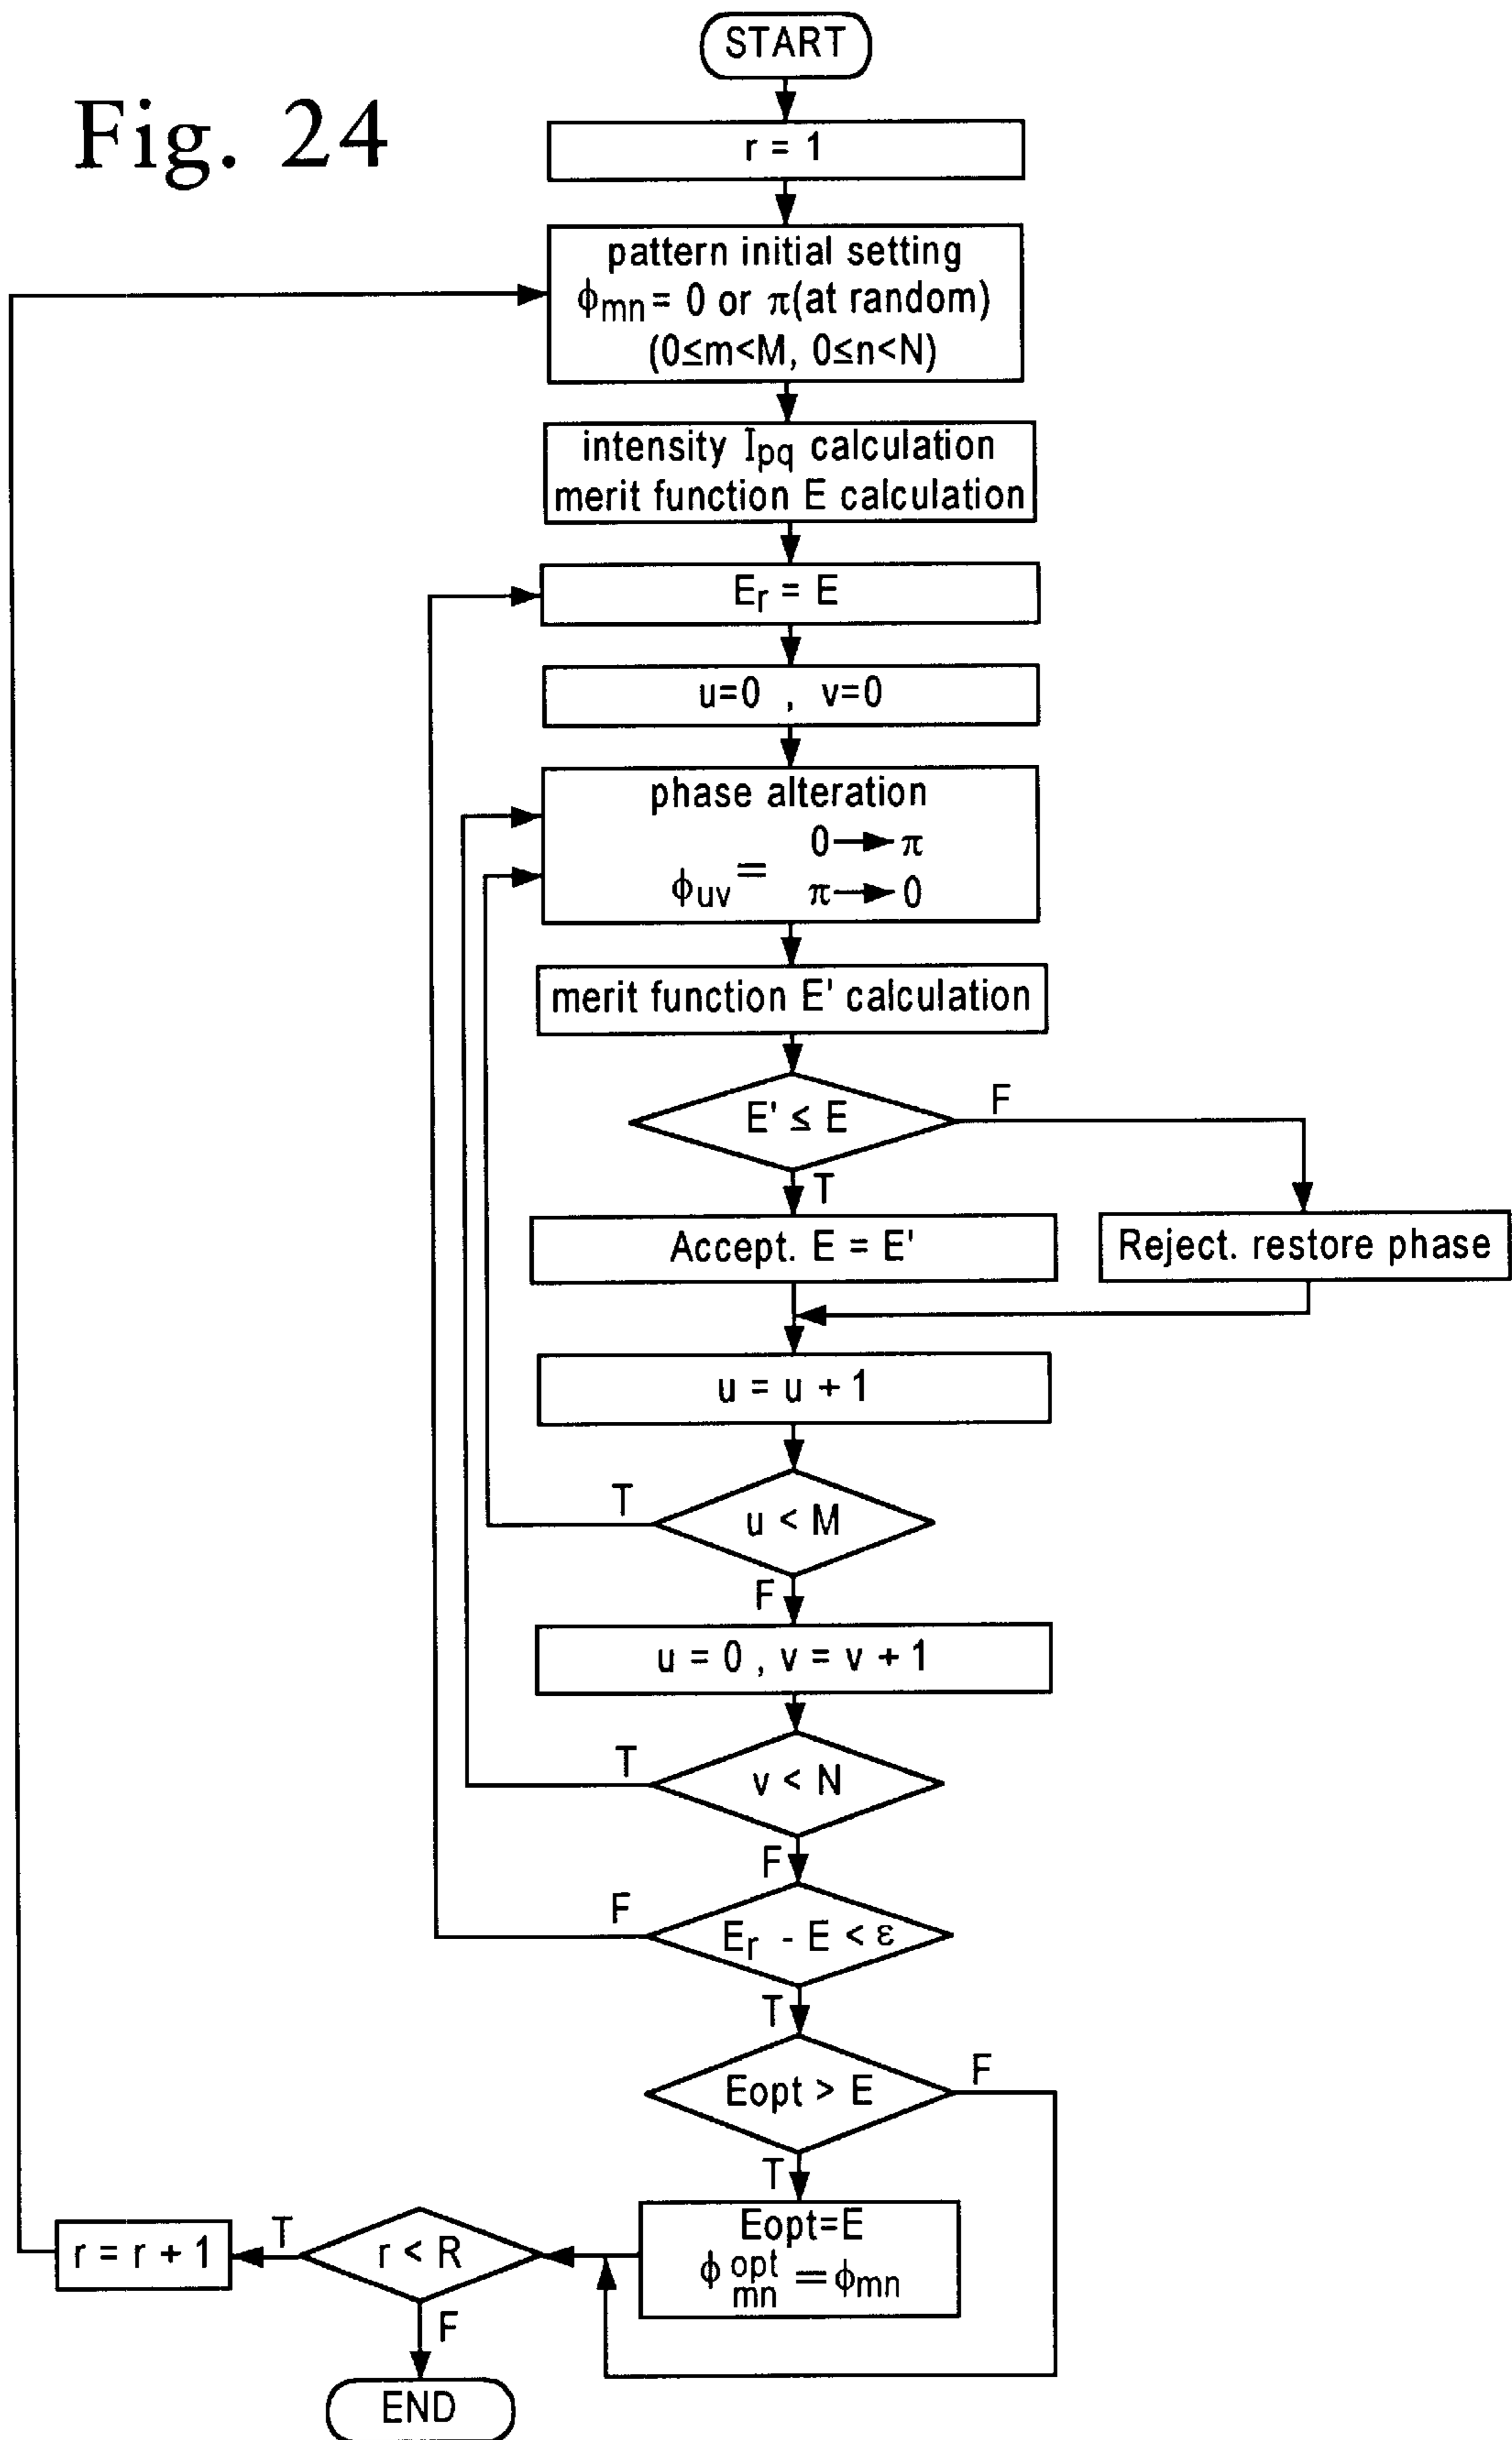 START
Fig. 24
r = 1
pattern initial setting
ϕmn = 0 or π(at random)
(0≤m<M, 0≤n<N)
intensity Ipq calculation
merit function E calculation
Er = E
u=0 , v=0
phase alteration
0→π
ϕuv =
π→0
merit function E' calculation
E' ≤ E
F
T
Accept. E = E'
Reject. restore phase
u = u + 1
T
u < M
F
u = 0 , v = v + 1
T
v < N
F
F
Er - E < ε
T
F
Eopt > E
T
Eopt=E
ϕ opt mn = ϕmn
r = r + 1
T
r < R
F
END